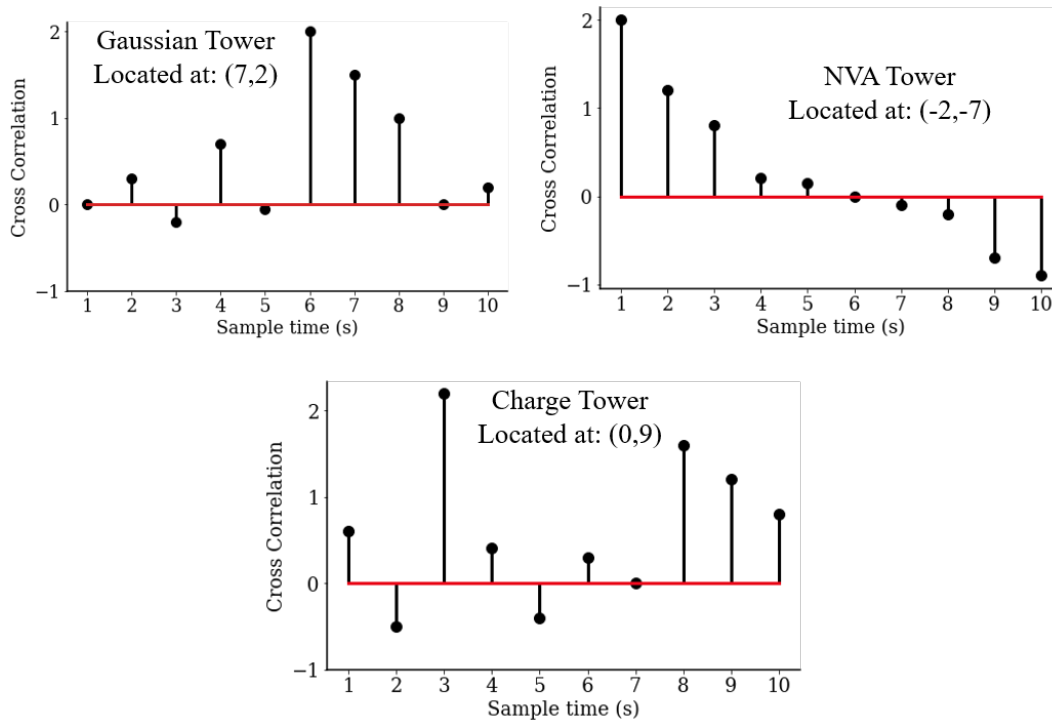 Gaussian Tower
Located at: (7,2)
Cross Correlation
2
1
0
−1
1 2 3 4 5 6 7 8 9 10
Sample time (s)
NVA Tower
Located at: (-2,-7)
Cross Correlation
2
1
0
−1
1 2 3 4 5 6 7 8 9 10
Sample time (s)
Charge Tower
Located at: (0,9)
Cross Correlation
2
1
0
−1
1 2 3 4 5 6 7 8 9 10
Sample time (s)